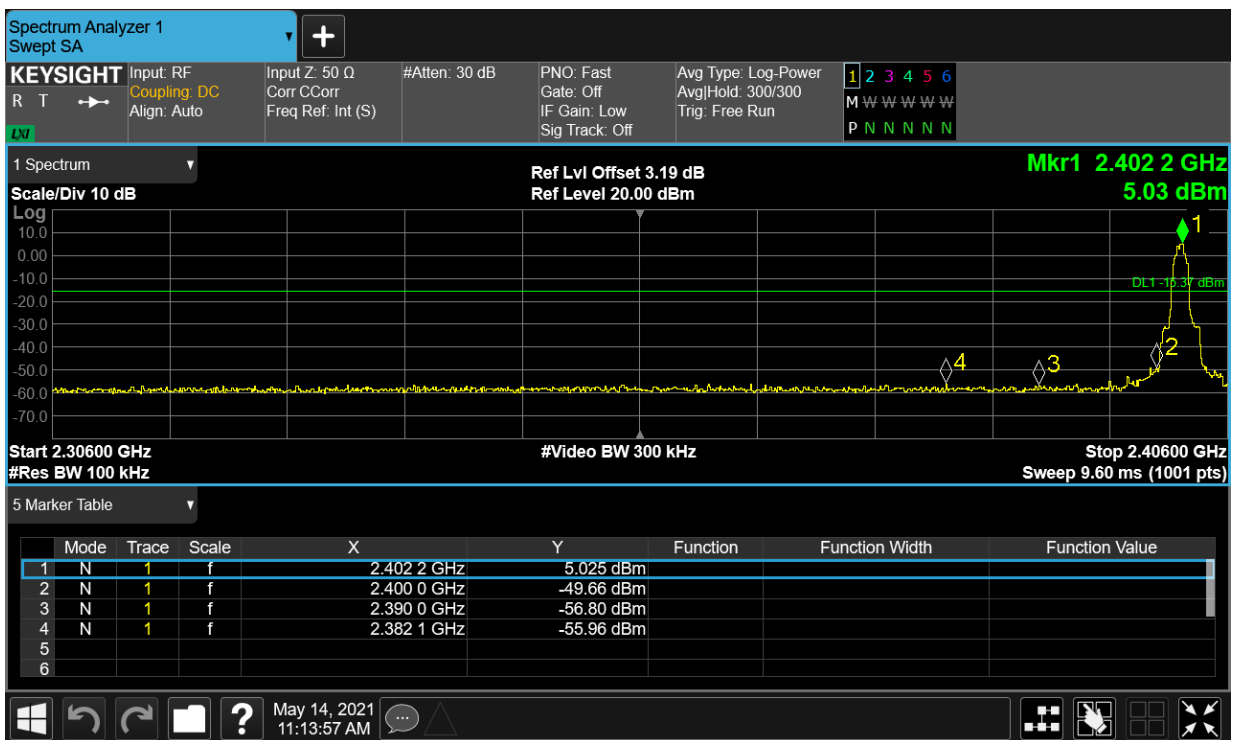 Spectrum Analyzer 1
Swept SA
+
KEYSIGHT Input: RF Input Z: 50 Ω #Atten: 30 dB PNO: Fast Avg Type: Log-Power 1 2 3 4 5 6
R T Coupling: DC Corr CCorr Gate: Off Avg|Hold: 300/300 M W W W W W
Align: Auto Freq Ref: Int (S) IF Gain: Low Trig: Free Run
LXI Sig Track: Off P N N N N N
1 Spectrum Ref Lvl Offset 3.19 dB Mkr1 2.402 2 GHz
Scale/Div 10 dB Ref Level 20.00 dBm 5.03 dBm
Log
1
10.0
0.00
-10.0
DL1 -15.37 dBm
-20.0
-30.0
-40.0
2
4 3
-50.0
-60.0
-70.0
Start 2.30600 GHz #Video BW 300 kHz Stop 2.40600 GHz
#Res BW 100 kHz Sweep 9.60 ms (1001 pts)
5 Marker Table
Mode Trace Scale X Y Function Function Width Function Value
1 N 1 f 2.402 2 GHz 5.025 dBm
2 N 1 f 2.400 0 GHz -49.66 dBm
3 N 1 f 2.390 0 GHz -56.80 dBm
4 N 1 f 2.382 1 GHz -55.96 dBm
5
6
? May 14, 2021
11:13:57 AM